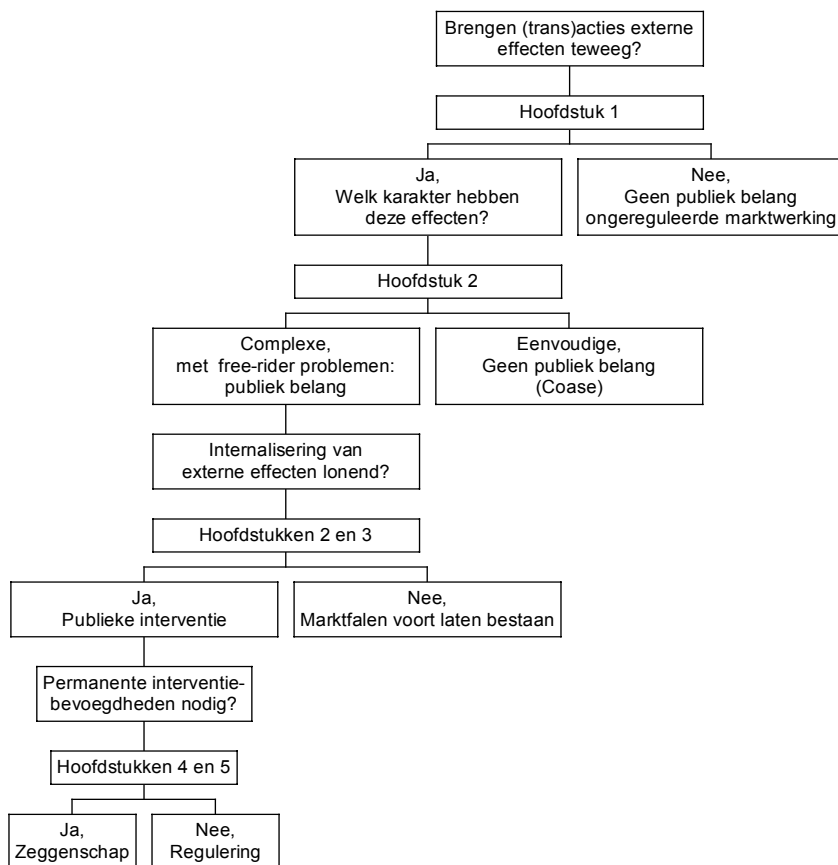 Brengen (trans)acties externe
effecten teweeg?
Hoofdstuk 1
Ja,
Welk karakter hebben
deze effecten?
Nee,
Geen publiek belang
ongereguleerde marktwerking
Hoofdstuk 2
Complexe,
met free-rider problemen:
publiek belang
Eenvoudige,
Geen publiek belang
(Coase)
Internalisering van
externe effecten lonend?
Hoofdstukken 2 en 3
Ja,
Publieke interventie
Nee,
Marktfalen voort laten bestaan
Permanente interventie-
bevoegdheden nodig?
Hoofdstukken 4 en 5
Ja,
Zeggenschap
Nee,
Regulering